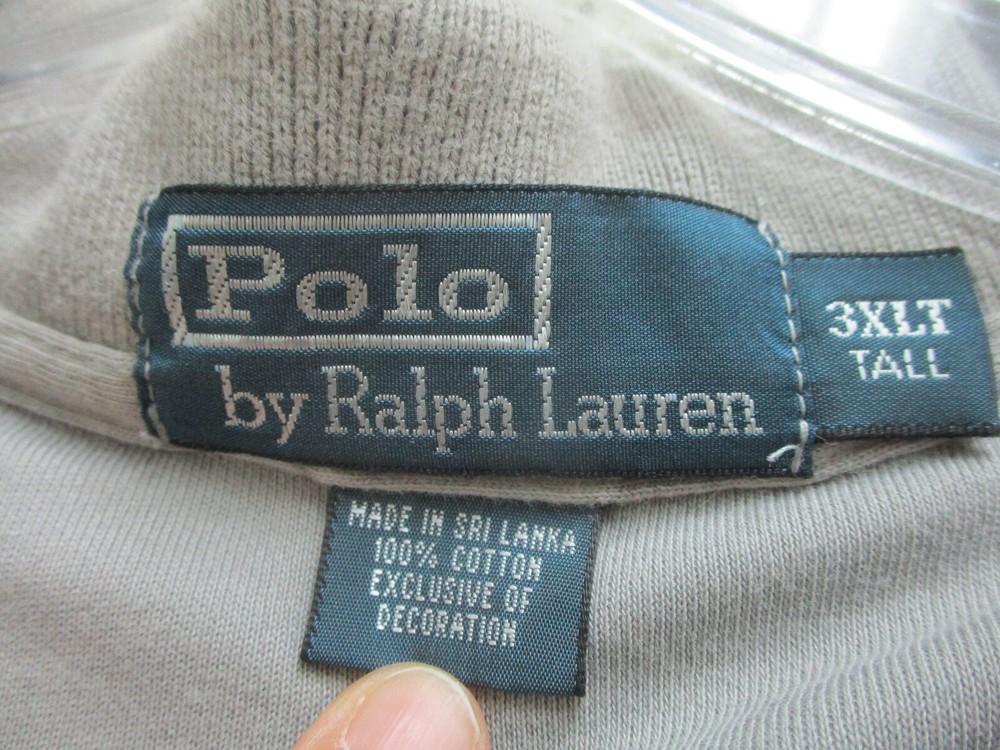 Polo
by Ralph Lauren
3XLT
TALL
MADE IN SRI LANKA
100% COTTON
EXCLUSIVE OF
DECORATION